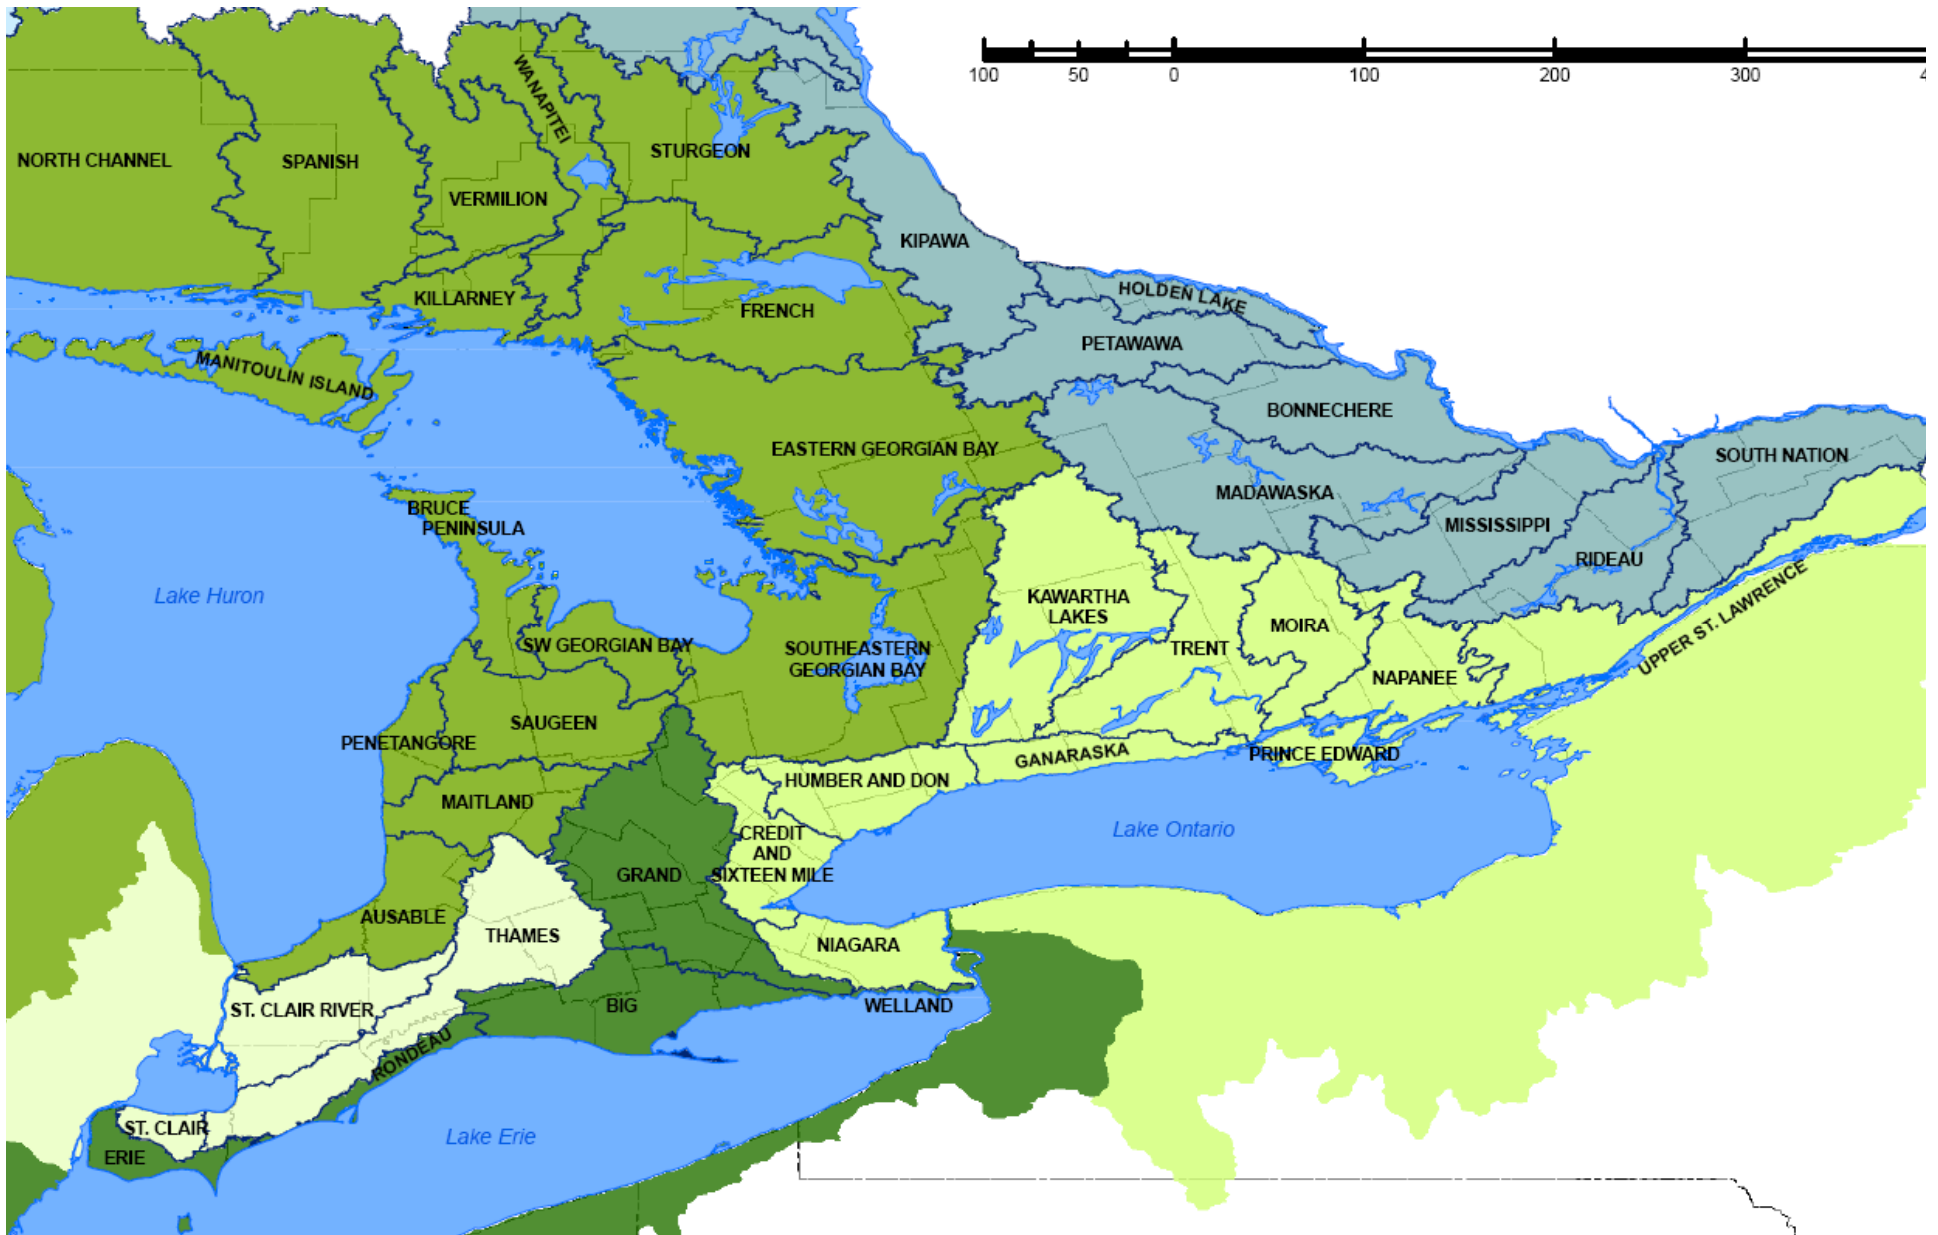 100 50 0 100 200 300
WANAPITEI
NORTH CHANNEL
SPANISH
STURGEON
VERMILION
KIPAWA
KILLARNEY
HOLDEN LAKE
FRENCH
PETAWAWA
MANITOULIN ISLAND
BONNECHERE
EASTERN GEORGIAN BAY
SOUTH NATION
MADAWASKA
BRUCE
PENINSULA
MISSISSIPPI
RIDEAU
Lake Huron
KAWARTHA
LAKES
UPPER ST. LAWRENCE
MOIRA
SW GEORGIAN BAY
SOUTHEASTERN
GEORGIAN BAY
TRENT
NAPANEE
SAUGEEN
PENETANGORE
GANARASKA
PRINCE EDWARD
HUMBER AND DON
MAITLAND
CREDIT
AND
SIXTEEN MILE
Lake Ontario
GRAND
AUSABLE
THAMES
NIAGARA
ST. CLAIR RIVER
BIG
WELLAND
RONDEAU
ST. CLAIR
Lake Erie
ERIE